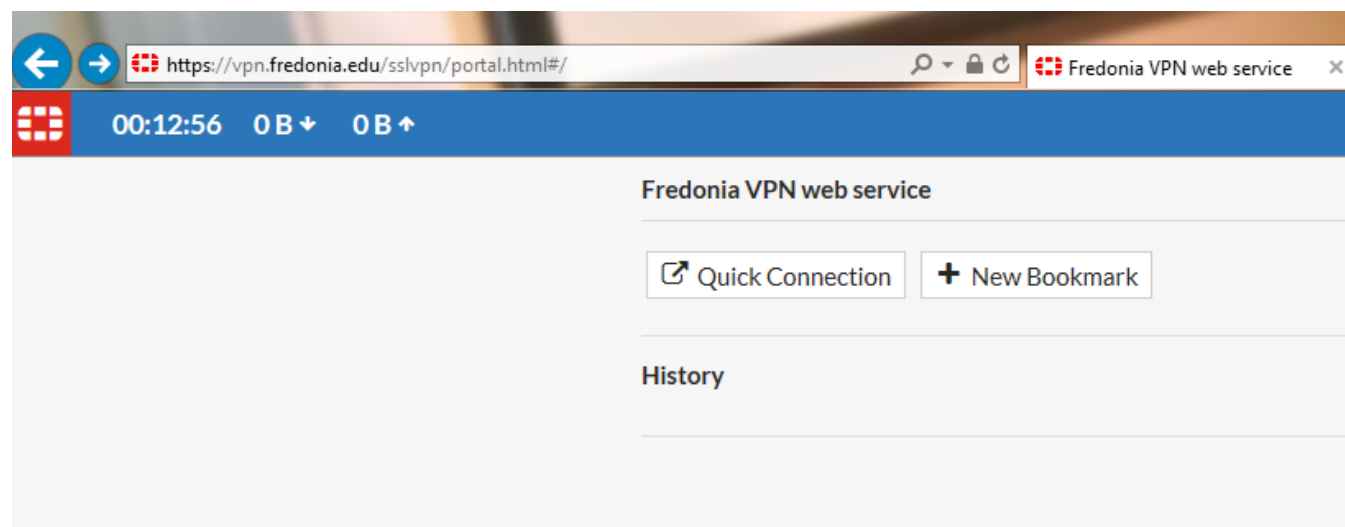 https://vpn.fredonia.edu/sslvpn/portal.html#/
Fredonia VPN web service
00:12:56 0 B 0 B
Fredonia VPN web service
Quick Connection
New Bookmark
History